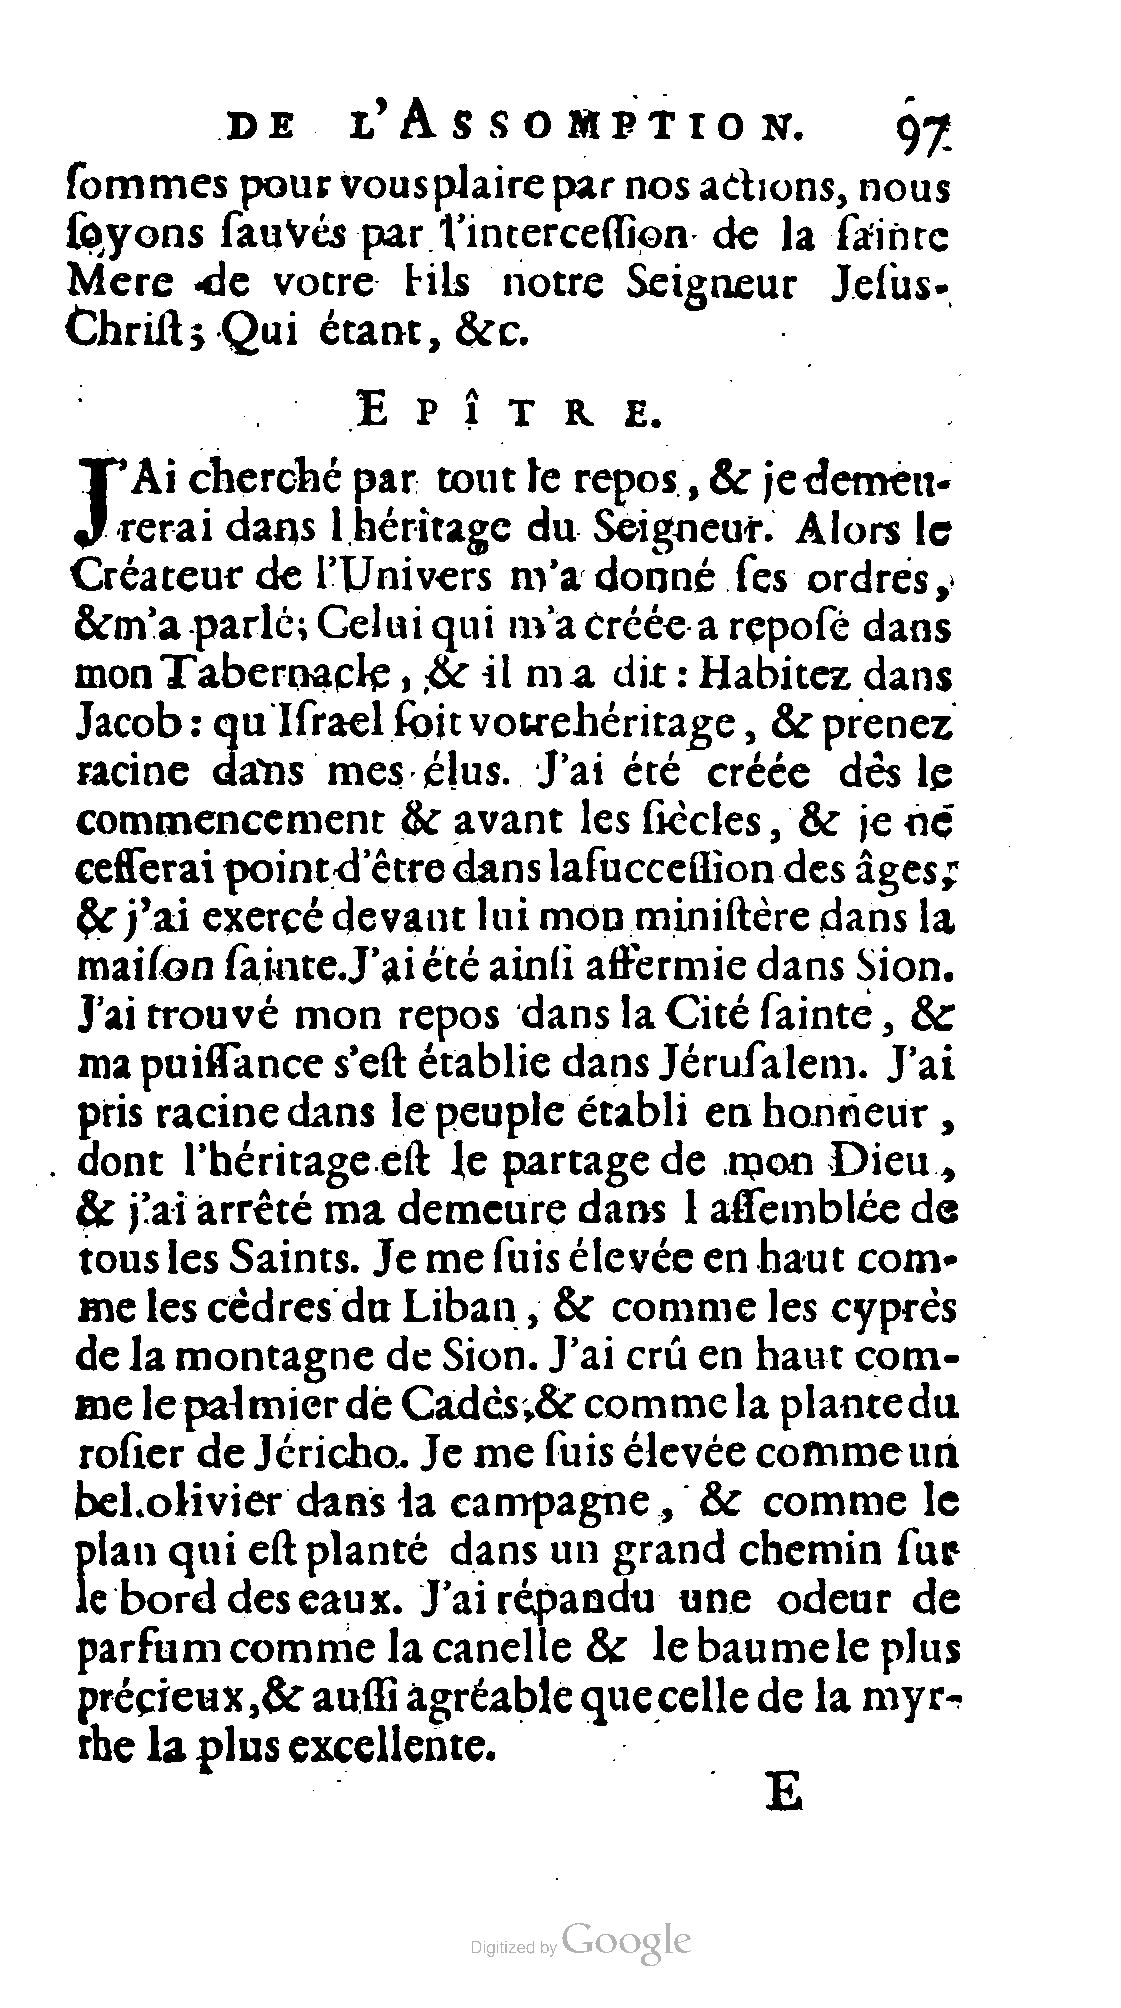 DE L'ASSOMPTION. 97
ſommes pour vous plaire par nos actions, nous
ſoyons ſauvés par l'interceſſion de la ſainte
Mere de votre Fils notre Seigneur Jeſus-
Chriſt; Qui étant, &c.
EPÎTRE.
J'Ai cherché par tout le repos, & je demeu-
rerai dans l héritage du Seigneur. Alors le
Créateur de l'Univers m'a donné ſes ordres,
& m'a parlé; Celui qui m'a créée a repoſé dans
mon Tabernacle, & il m a dit : Habitez dans
Jacob : qu'Iſrael ſoit votre héritage, & prenez
racine dans mes élus. J'ai été créée dès le
commencement & avant les ſiècles, & je ne
ceſſerai point d'être dans la ſucceſſion des âges;
& j'ai exercé devant lui mon miniſtère dans la
maiſon ſainte. J'ai été ainſi affermie dans Sion.
J'ai trouvé mon repos dans la Cité ſainte, &
ma puiſſance s'eſt établie dans Jéruſalem. J'ai
pris racine dans le peuple établi en honneur,
dont l'héritage eſt le partage de mon Dieu,
& j'ai arrêté ma demeure dans l aſſemblée de
tous les Saints. Je me ſuis élevée en haut com-
me les cèdres du Liban, & comme les cyprès
de la montagne de Sion. J'ai crû en haut com-
me le palmier de Cadès, & comme la plante du
roſier de Jéricho. Je me ſuis élevée comme un
bel olivier dans la campagne, & comme le
plan qui eſt planté dans un grand chemin ſur
le bord des eaux. J'ai répandu une odeur de
parfum comme la canelle & le baume le plus
précieux, & auſſi agréable que celle de la myr-
rhe la plus excellente.
E
Digitized by Google